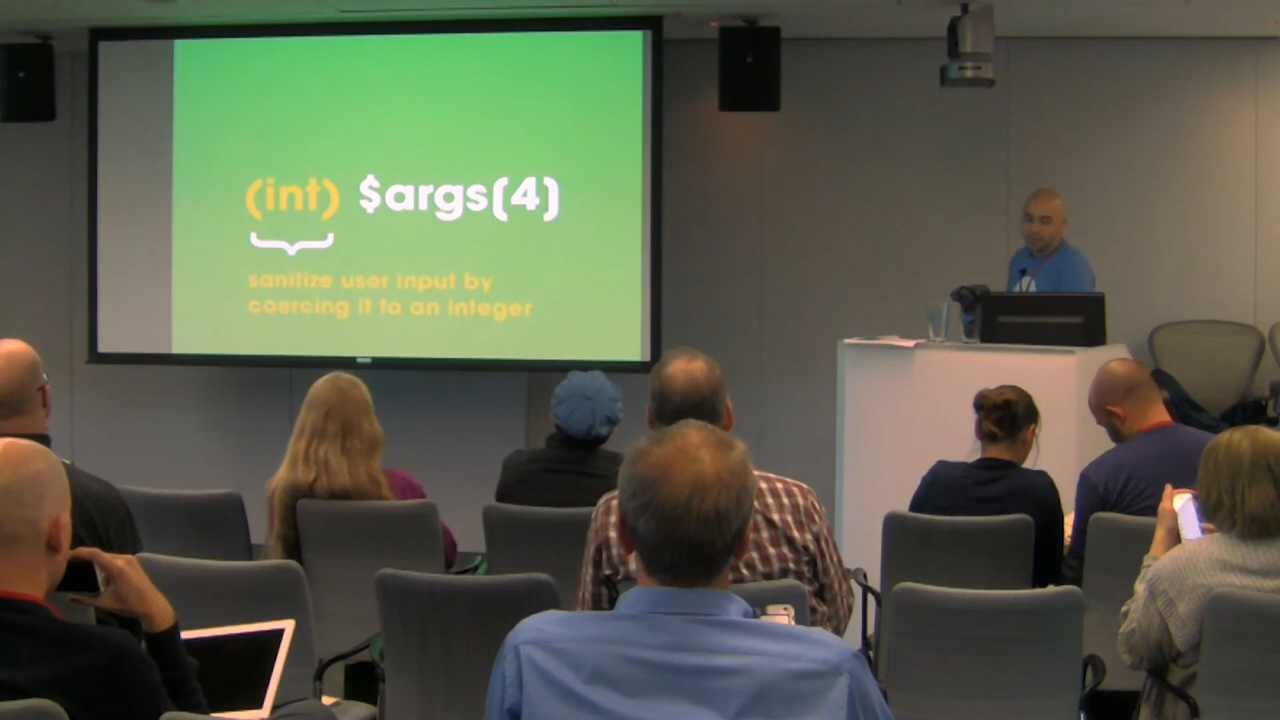 (int) $args(4)
sanitize user input by
coercing it to an integer